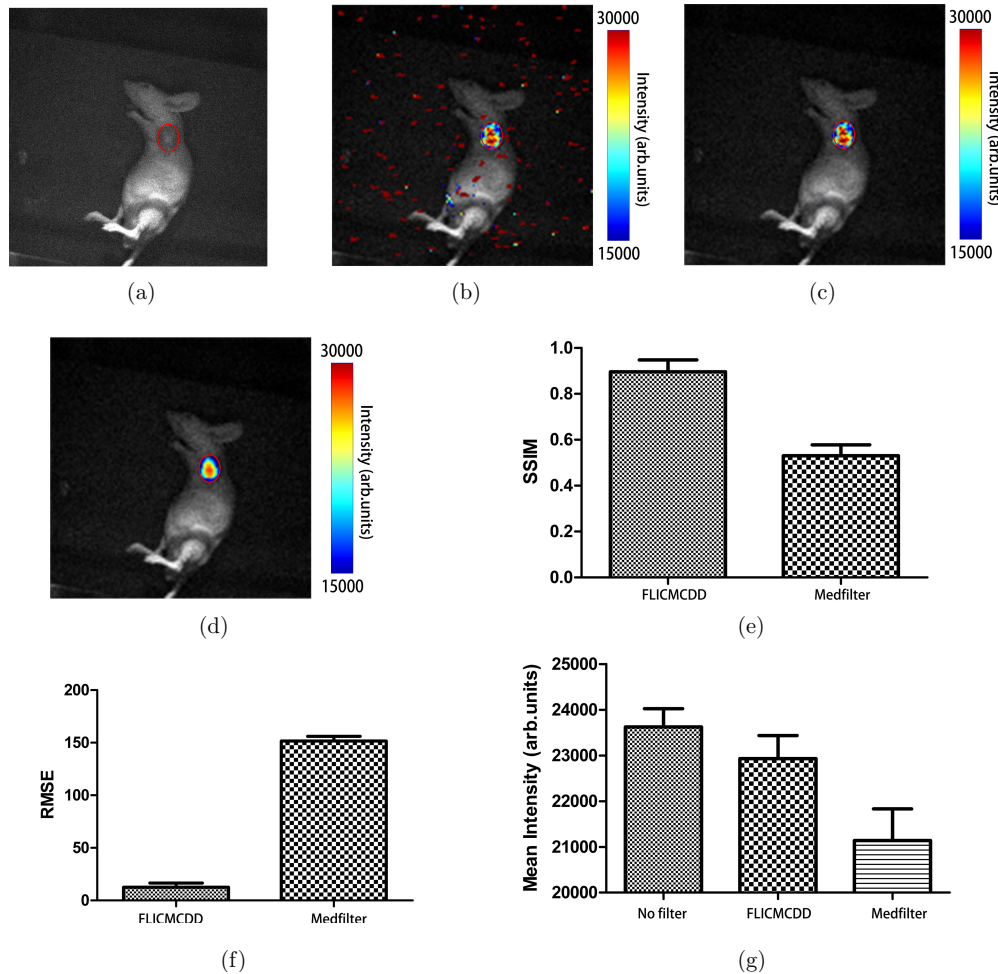 30000
Intensity (arb.units)
15000
30000
Intensity (arb.units)
15000
(a)
(b)
(c)
30000
Intensity (arb.units)
15000
(d)
SSIM
1.0
0.8
0.6
0.4
0.2
0.0
FLICMCDD
Medfilter
(e)
RMSE
200
150
100
50
0
FLICMCDD
Medfilter
(f)
Mean Intensity (arb.units)
25000
24000
23000
22000
21000
20000
No filter
FLICMCDD
Medfilter
(g)